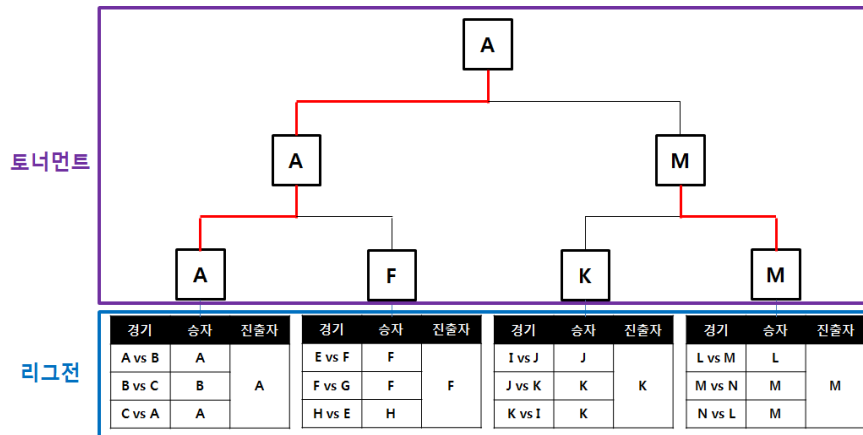 A
토너먼트
A M
A F K M
리그전
경기 승자 진출자
A vs B A
B vs C B A
C vs A A
경기 승자 진출자
E vs F F
F vs G F F
H vs E H
경기 승자 진출자
I vs J J
J vs K K K
K vs I K
경기 승자 진출자
L vs M L
M vs N M M
N vs L M